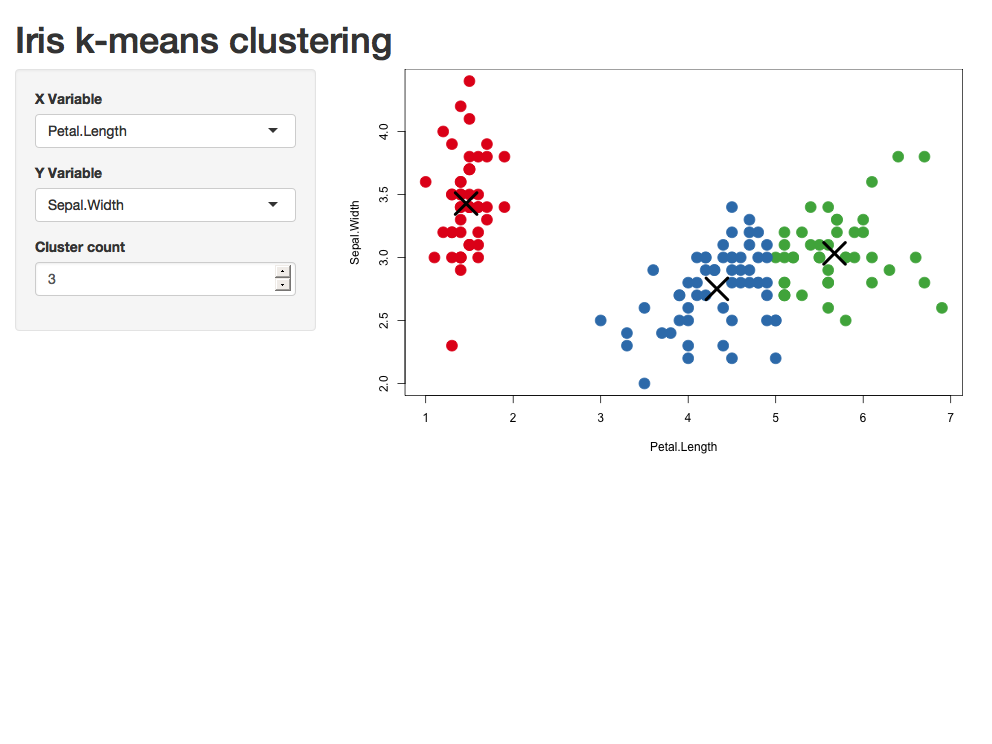 Iris k-means clustering
X Variable
Petal.Length
Y Variable
Sepal.Width
Cluster count
3
Sepal.Width
4.0
3.5
3.0
2.5
2.0
1 2 3 4 5 6 7
Petal.Length